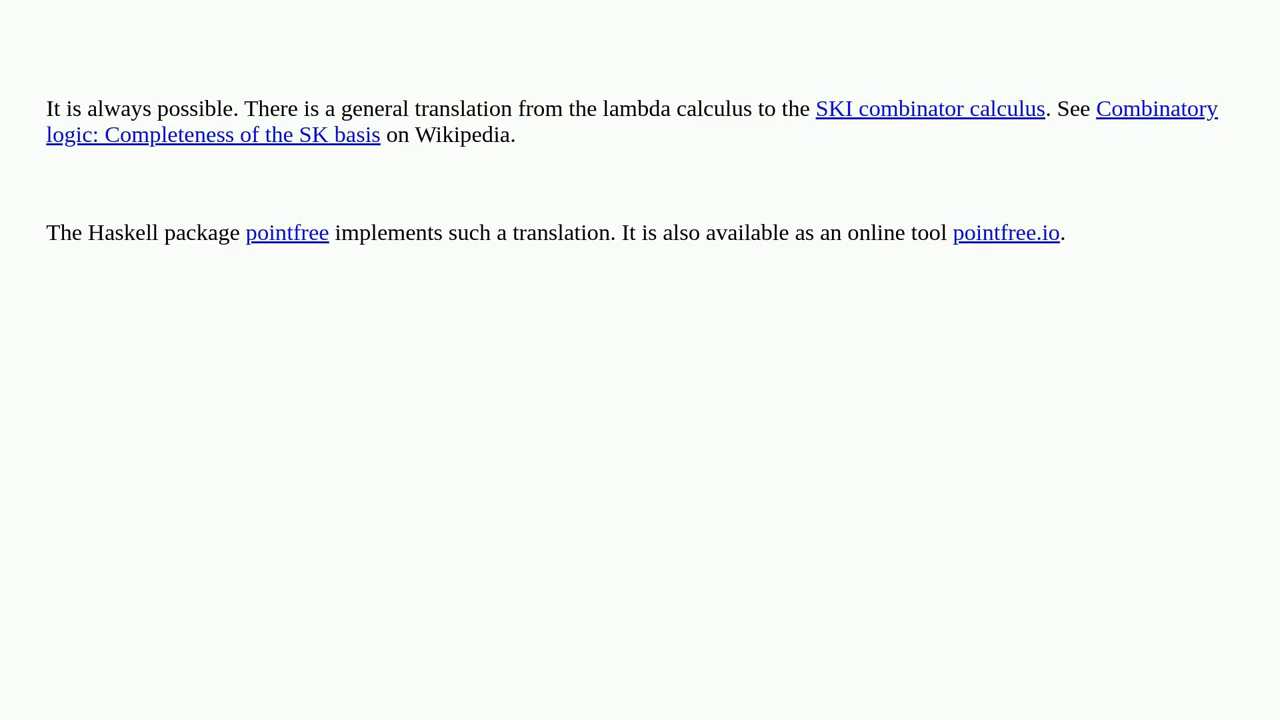 It is always possible. There is a general translation from the lambda calculus to the SKI combinator calculus. See Combinatory
logic: Completeness of the SK basis on Wikipedia.
The Haskell package pointfree implements such a translation. It is also available as an online tool pointfree.io.